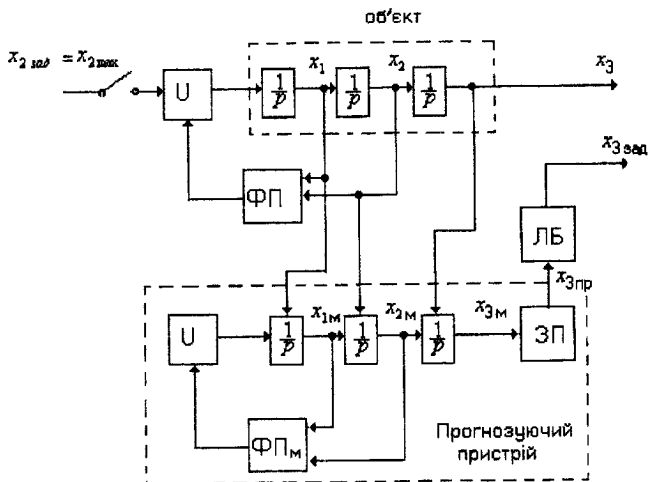 об'єкт
x₂ зад = x₂ max
U
1/p
x₁
1/p
x₂
1/p
x₃
ФП
x₃ зад
ЛБ
x₃пр
U
1/p
x₁м
1/p
x₂м
1/p
x₃м
ЗП
ФПм
Прогнозуючий
пристрій